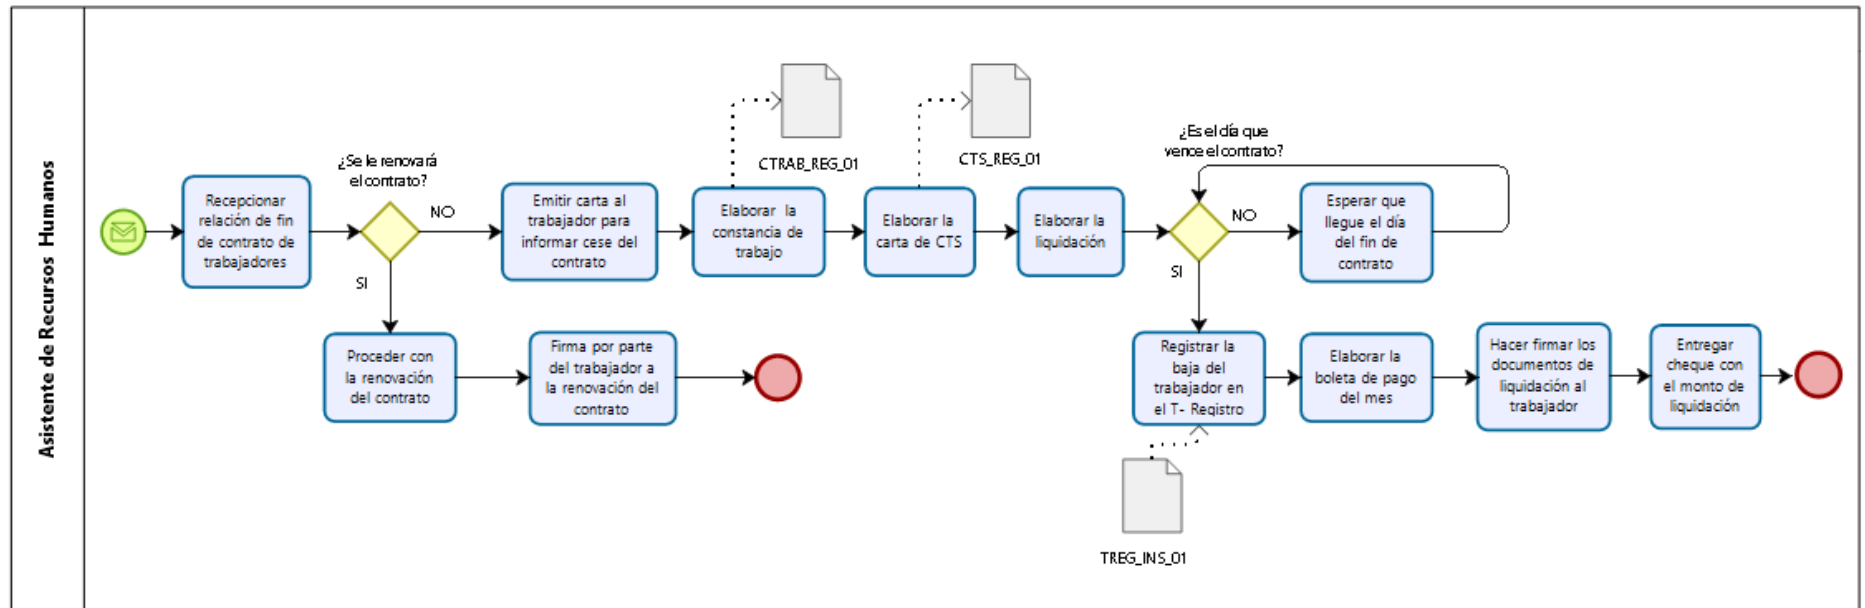 Asistente de Recursos Humanos
Recepcionar
relación de fin
de contrato de
trabajadores
¿Se le renovará
el contrato?
NO
SI
Emitir carta al
trabajador para
informar cese del
contrato
Elaborar la
constancia de
trabajo
CTRAB_REG_01
Elaborar la
carta de CTS
CTS_REG_01
Elaborar la
liquidación
¿Es el día que
vence el contrato?
NO
SI
Esperar que
llegue el día
del fin de
contrato
Proceder con
la renovación
del contrato
Firma por parte
del trabajador a
la renovación del
contrato
Registrar la
baja del
trabajador en
el T- Registro
TREG_INS_01
Elaborar la
boleta de pago
del mes
Hacer firmar los
documentos de
liquidación al
trabajador
Entregar
cheque con
el monto de
liquidación